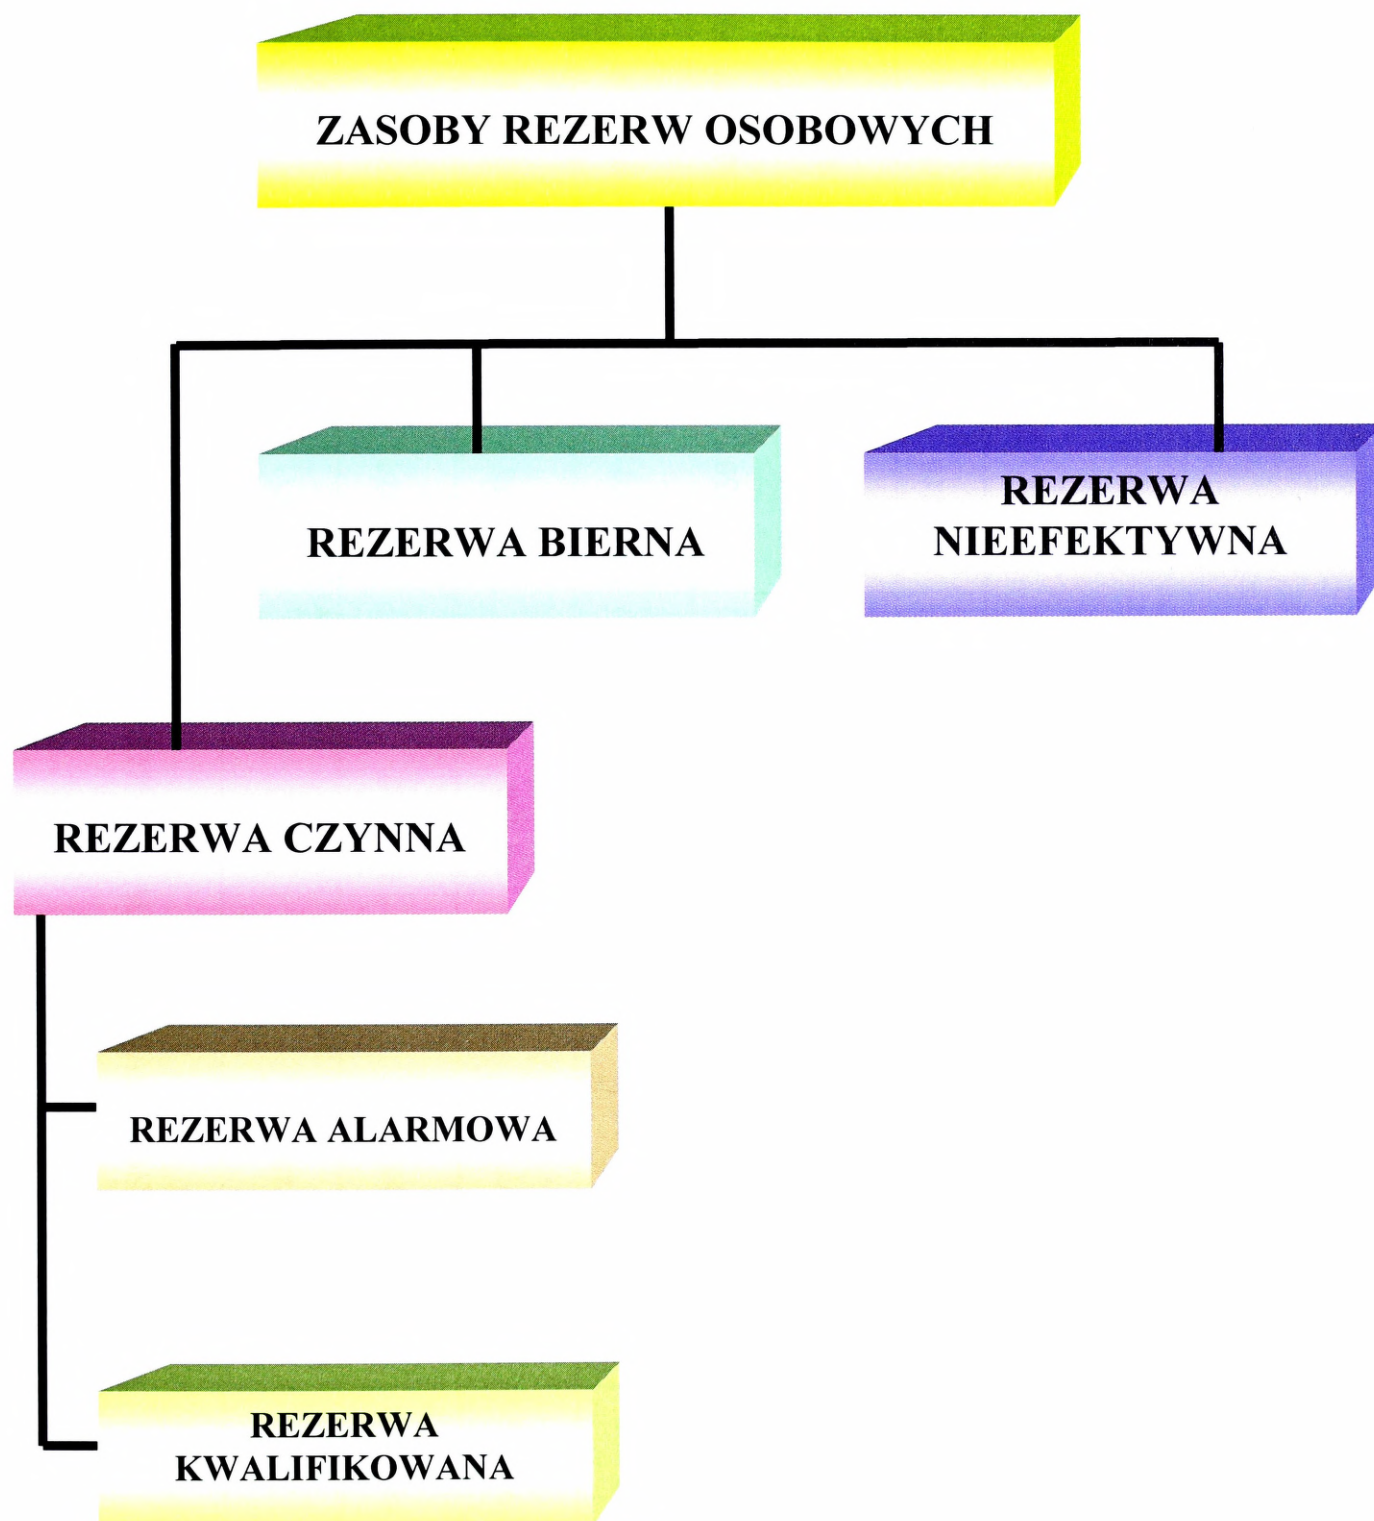 ZASOBY REZERW OSOBOWYCH
REZERWA BIERNA
REZERWA
NIEEFEKTYWNA
REZERWA CZYNNA
REZERWA ALARMOWA
REZERWA
KWALIFIKOWANA